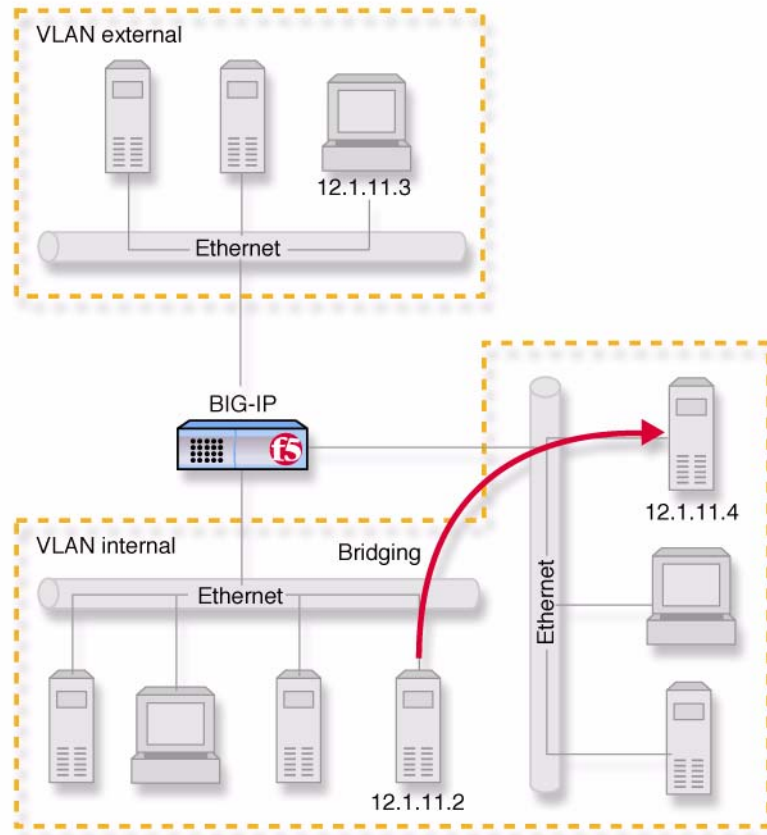 VLAN external
12.1.11.3
Ethernet
BIG-IP
f5
12.1.11.4
VLAN internal
Bridging
Ethernet
Ethernet
12.1.11.2